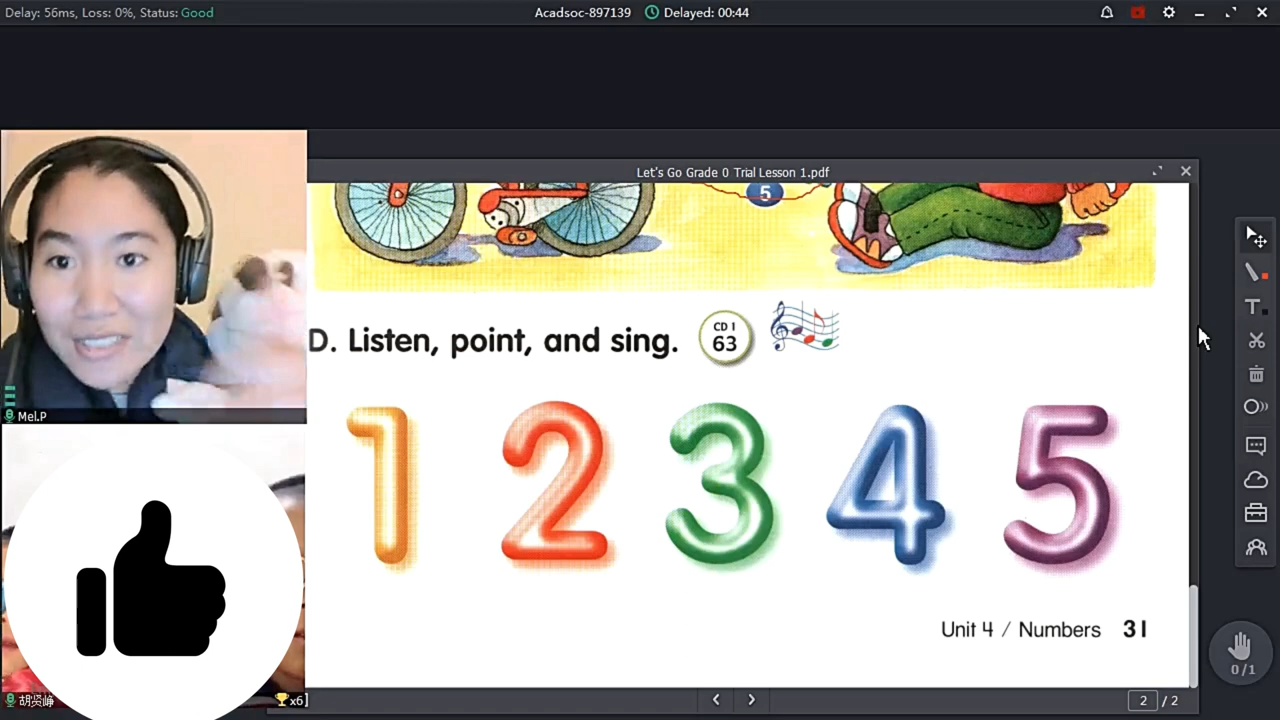 Delay: 56ms, Loss: 0%, Status: Good
Acadsoc-897139 Delayed: 00:44
Let's Go Grade 0 Trial Lesson 1.pdf
5
D. Listen, point, and sing.
CD 1
63
1 2 3 4 5
Unit 4 / Numbers 31
Mel.P
胡贤峥
x6]
2 / 2
0/1
T